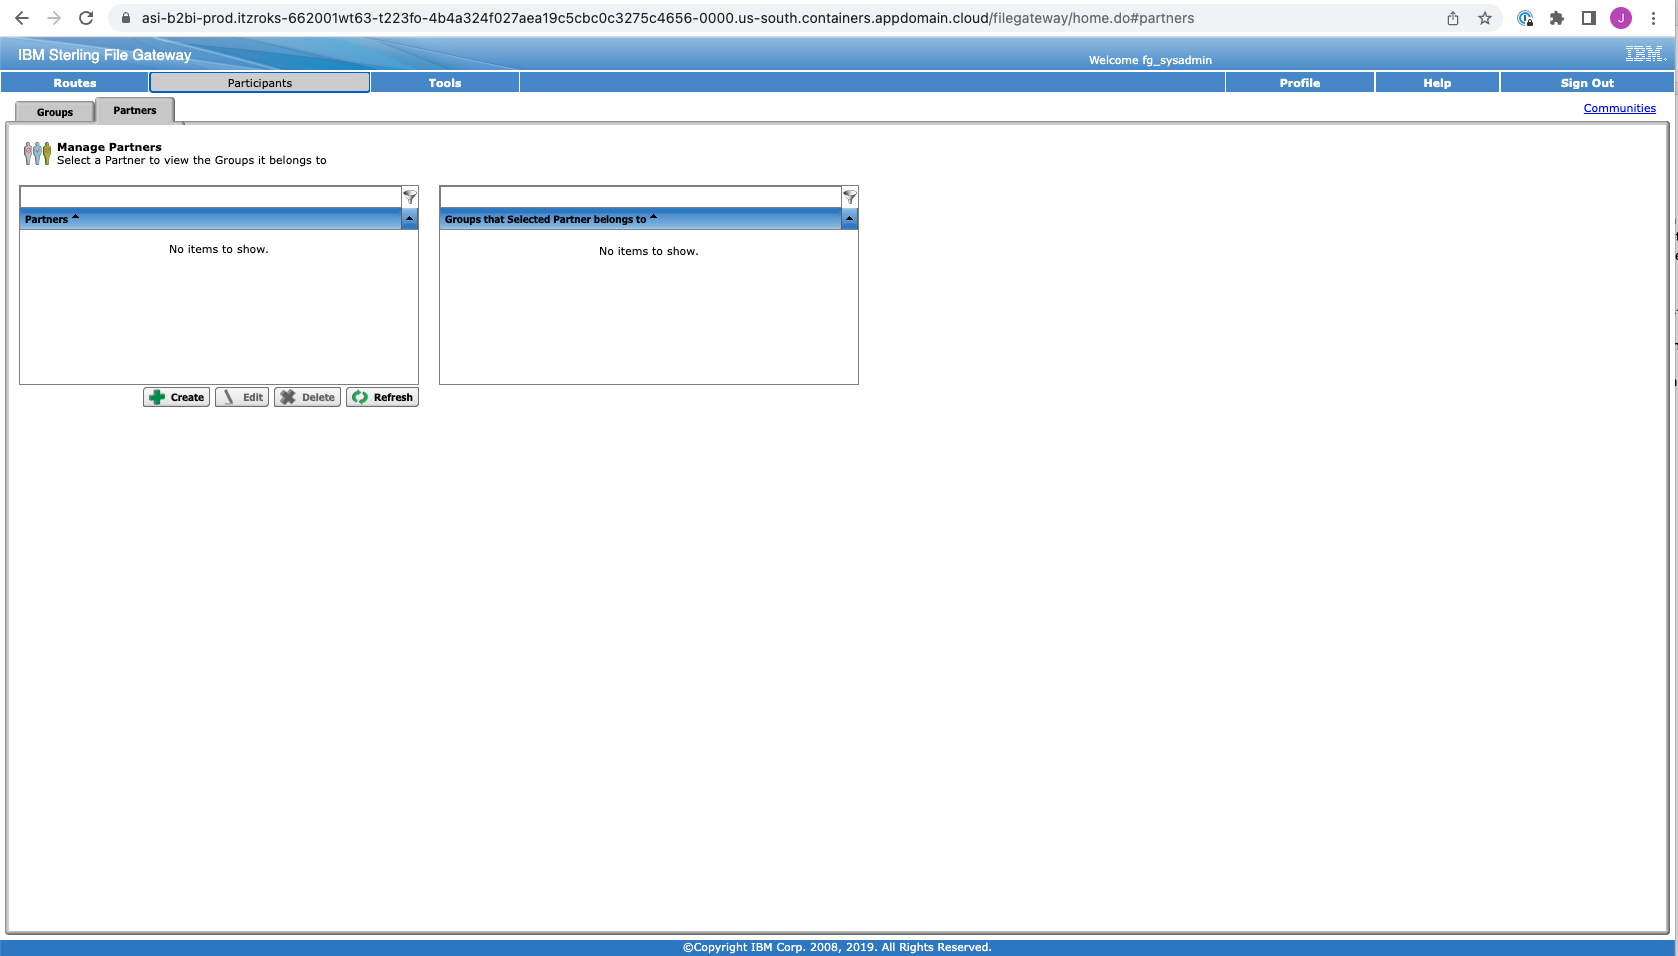 asi-b2bi-prod.itzroks-662001wt63-t223fo-4b4a324f027aea19c5cbc0c3275c4656-0000.us-south.containers.appdomain.cloud/filegateway/home.do#partners
J
IBM Sterling File Gateway
Welcome fg_sysadmin
IBM
Routes
Participants
Tools
Profile
Help
Sign Out
Groups
Partners
Communities
Manage Partners
Select a Partner to view the Groups it belongs to
Partners
Groups that Selected Partner belongs to
No items to show.
No items to show.
Create
Edit
Delete
Refresh
©Copyright IBM Corp. 2008, 2019. All Rights Reserved.